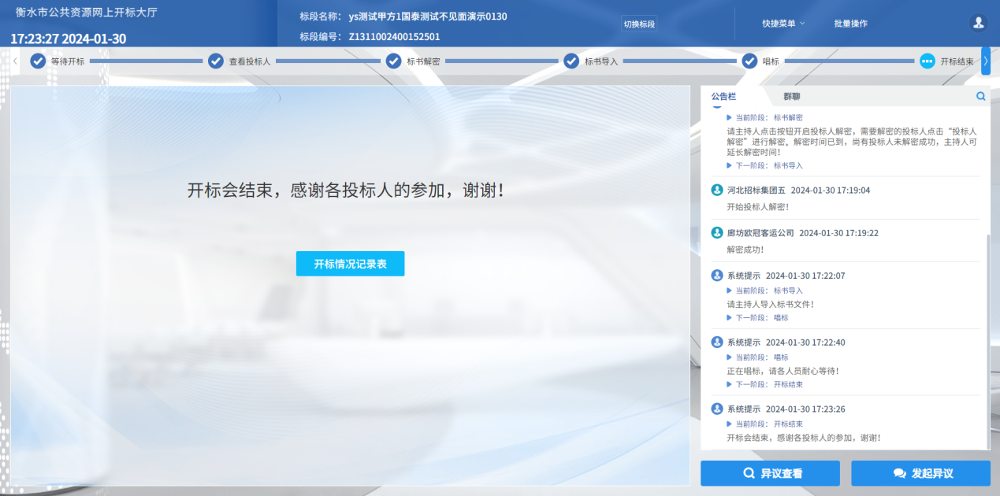 衡水市公共资源网上开标大厅
17:23:27 2024-01-30
标段名称： ys测试甲方1国泰测试不见面演示0130
标段编号： Z1311002400152501
切换标段
快捷菜单
批量操作
等待开标
查看投标人
标书解密
标书导入
唱标
开标结束
开标会结束，感谢各投标人的参加，谢谢！
开标情况记录表
公告栏
群聊
当前阶段： 标书解密
请主持人点击按钮开启投标人解密，需要解密的投标人点击“投标人
解密”进行解密。解密时间已到，尚有投标人未解密成功，主持人可
延长解密时间！
下一阶段： 标书导入
河北招标集团五 2024-01-30 17:19:04
开始投标人解密！
廊坊欧冠客运公司 2024-01-30 17:19:22
解密成功！
系统提示 2024-01-30 17:22:07
当前阶段： 标书导入
请主持人导入标书文件！
下一阶段： 唱标
系统提示 2024-01-30 17:22:40
当前阶段： 唱标
正在唱标，请各人员耐心等待！
下一阶段： 开标结束
系统提示 2024-01-30 17:23:26
当前阶段： 开标结束
开标会结束，感谢各投标人的参加，谢谢！
异议查看
发起异议